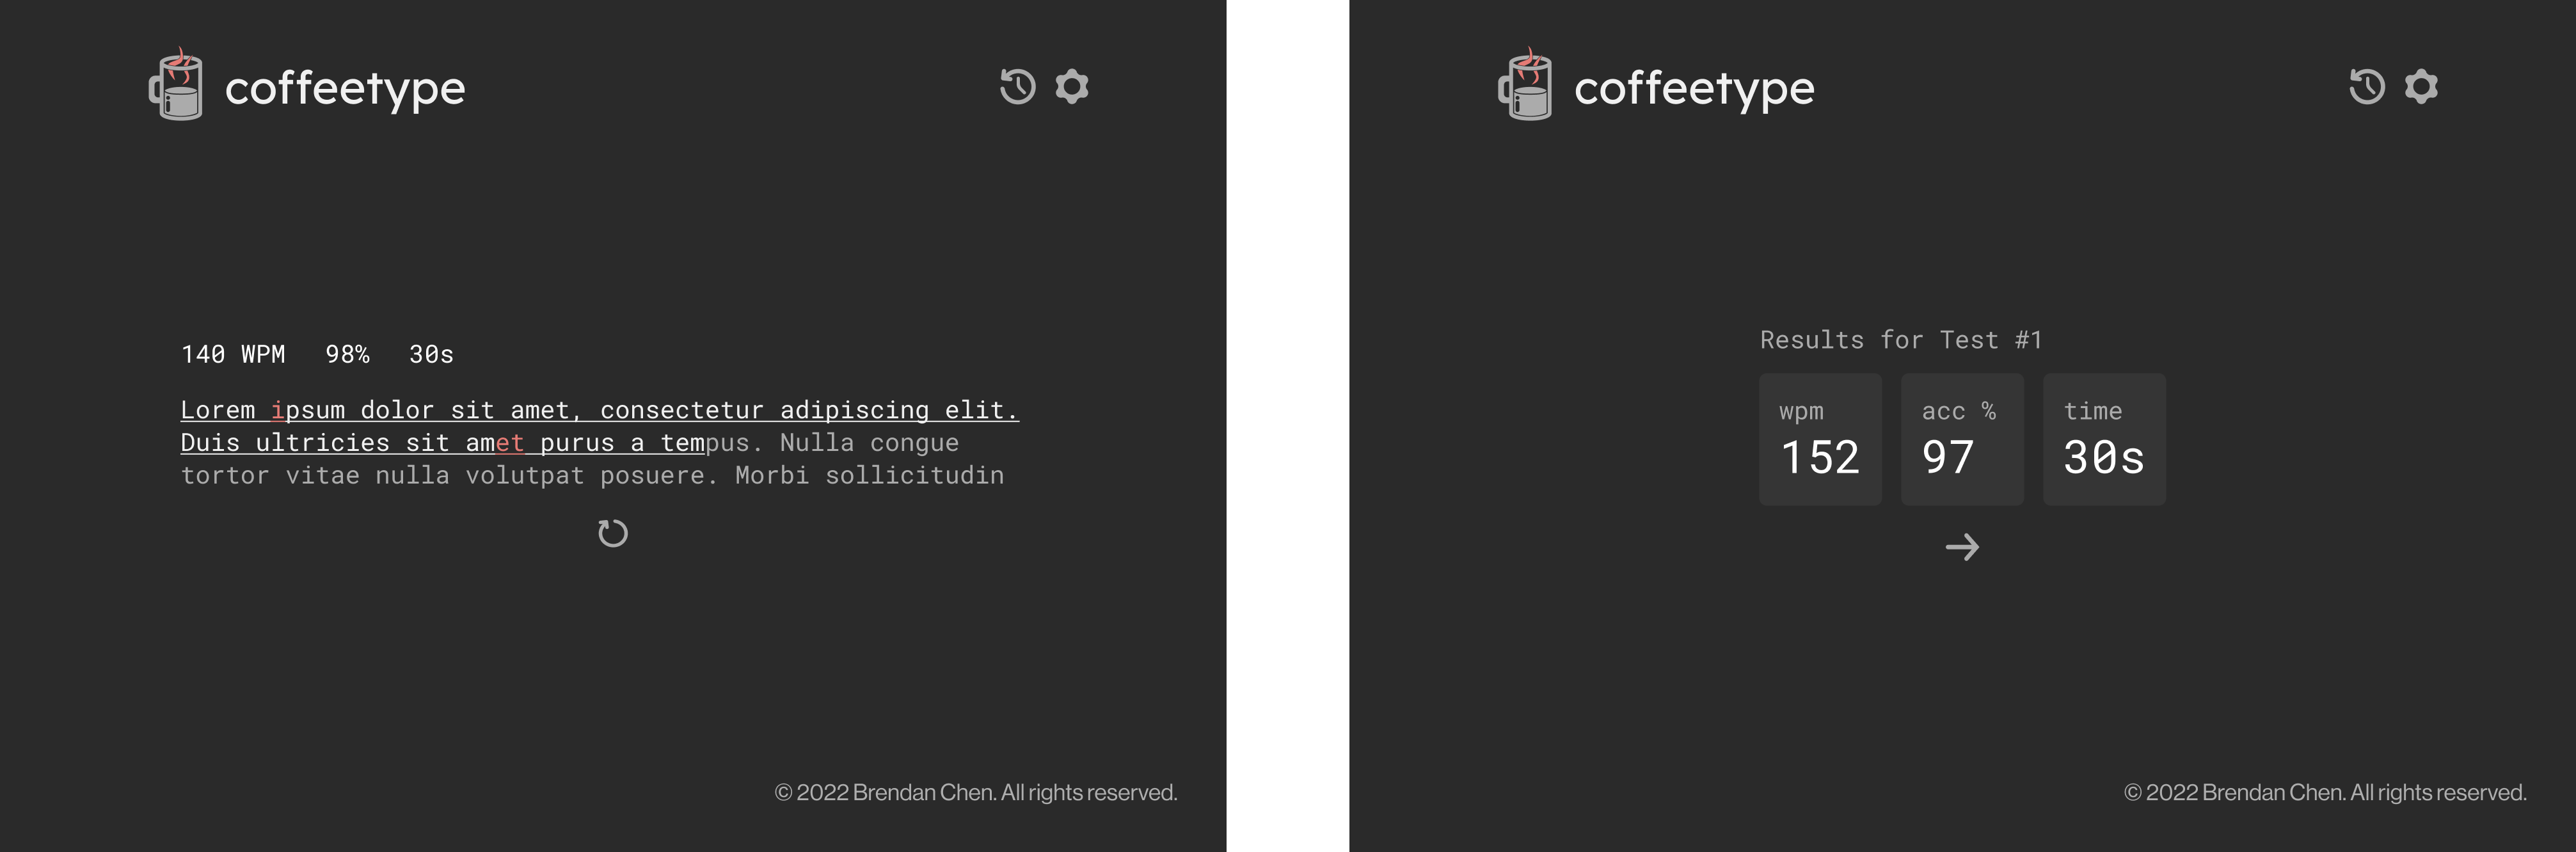 coffeetype
140 WPM 98% 30s
Lorem ipsum dolor sit amet, consectetur adipiscing elit.
Duis ultricies sit amet purus a tempus. Nulla congue
tortor vitae nulla volutpat posuere. Morbi sollicitudin
© 2022 Brendan Chen. All rights reserved.
coffeetype
Results for Test #1
wpm acc % time
152 97 30s
© 2022 Brendan Chen. All rights reserved.